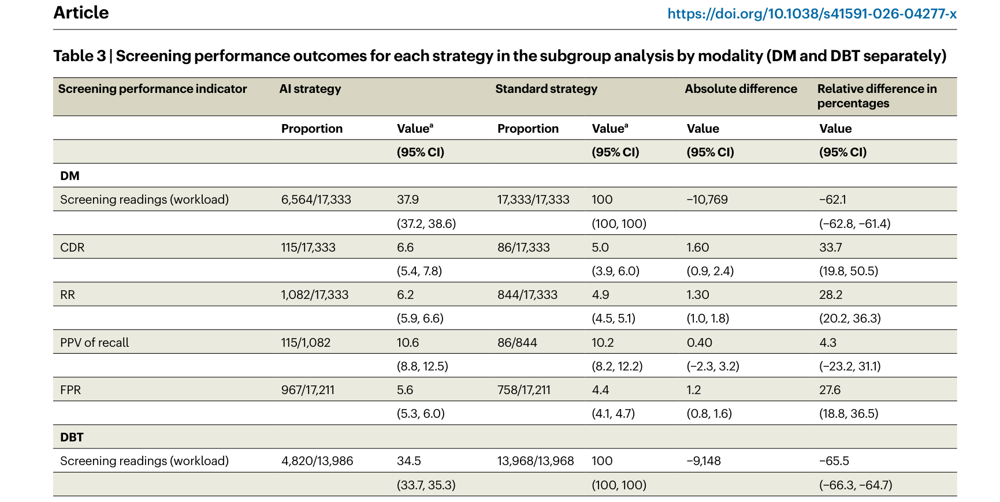 Article https://doi.org/10.1038/s41591-026-04277-x
Table 3 | Screening performance outcomes for each strategy in the subgroup analysis by modality (DM and DBT separately)
Screening performance indicator AI strategy Standard strategy Absolute difference Relative difference in
percentages
Proportion Valueᵃ Proportion Valueᵃ Value Value
(95% CI) (95% CI) (95% CI) (95% CI)
DM
Screening readings (workload) 6,564/17,333 37.9 17,333/17,333 100 −10,769 −62.1
(37.2, 38.6) (100, 100) (−62.8, −61.4)
CDR 115/17,333 6.6 86/17,333 5.0 1.60 33.7
(5.4, 7.8) (3.9, 6.0) (0.9, 2.4) (19.8, 50.5)
RR 1,082/17,333 6.2 844/17,333 4.9 1.30 28.2
(5.9, 6.6) (4.5, 5.1) (1.0, 1.8) (20.2, 36.3)
PPV of recall 115/1,082 10.6 86/844 10.2 0.40 4.3
(8.8, 12.5) (8.2, 12.2) (−2.3, 3.2) (−23.2, 31.1)
FPR 967/17,211 5.6 758/17,211 4.4 1.2 27.6
(5.3, 6.0) (4.1, 4.7) (0.8, 1.6) (18.8, 36.5)
DBT
Screening readings (workload) 4,820/13,986 34.5 13,968/13,968 100 −9,148 −65.5
(33.7, 35.3) (100, 100) (−66.3, −64.7)